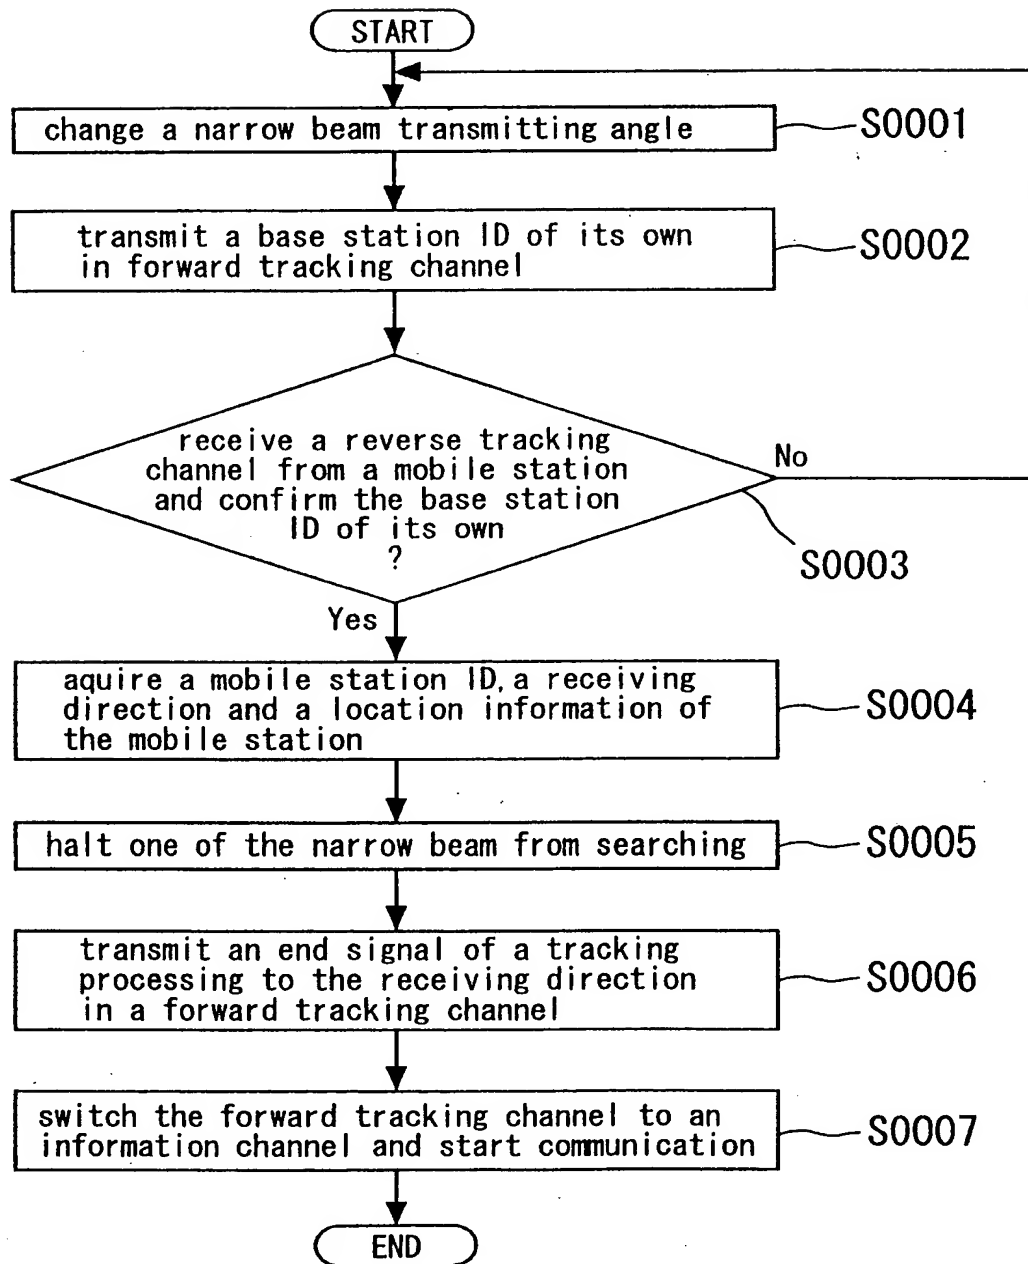 START
change a narrow beam transmitting angle
S0001
transmit a base station ID of its own
in forward tracking channel
S0002
receive a reverse tracking
channel from a mobile station
and confirm the base station
ID of its own
?
No
S0003
Yes
aquire a mobile station ID, a receiving
direction and a location information of
the mobile station
S0004
halt one of the narrow beam from searching
S0005
transmit an end signal of a tracking
processing to the receiving direction
in a forward tracking channel
S0006
switch the forward tracking channel to an
information channel and start communication
S0007
END